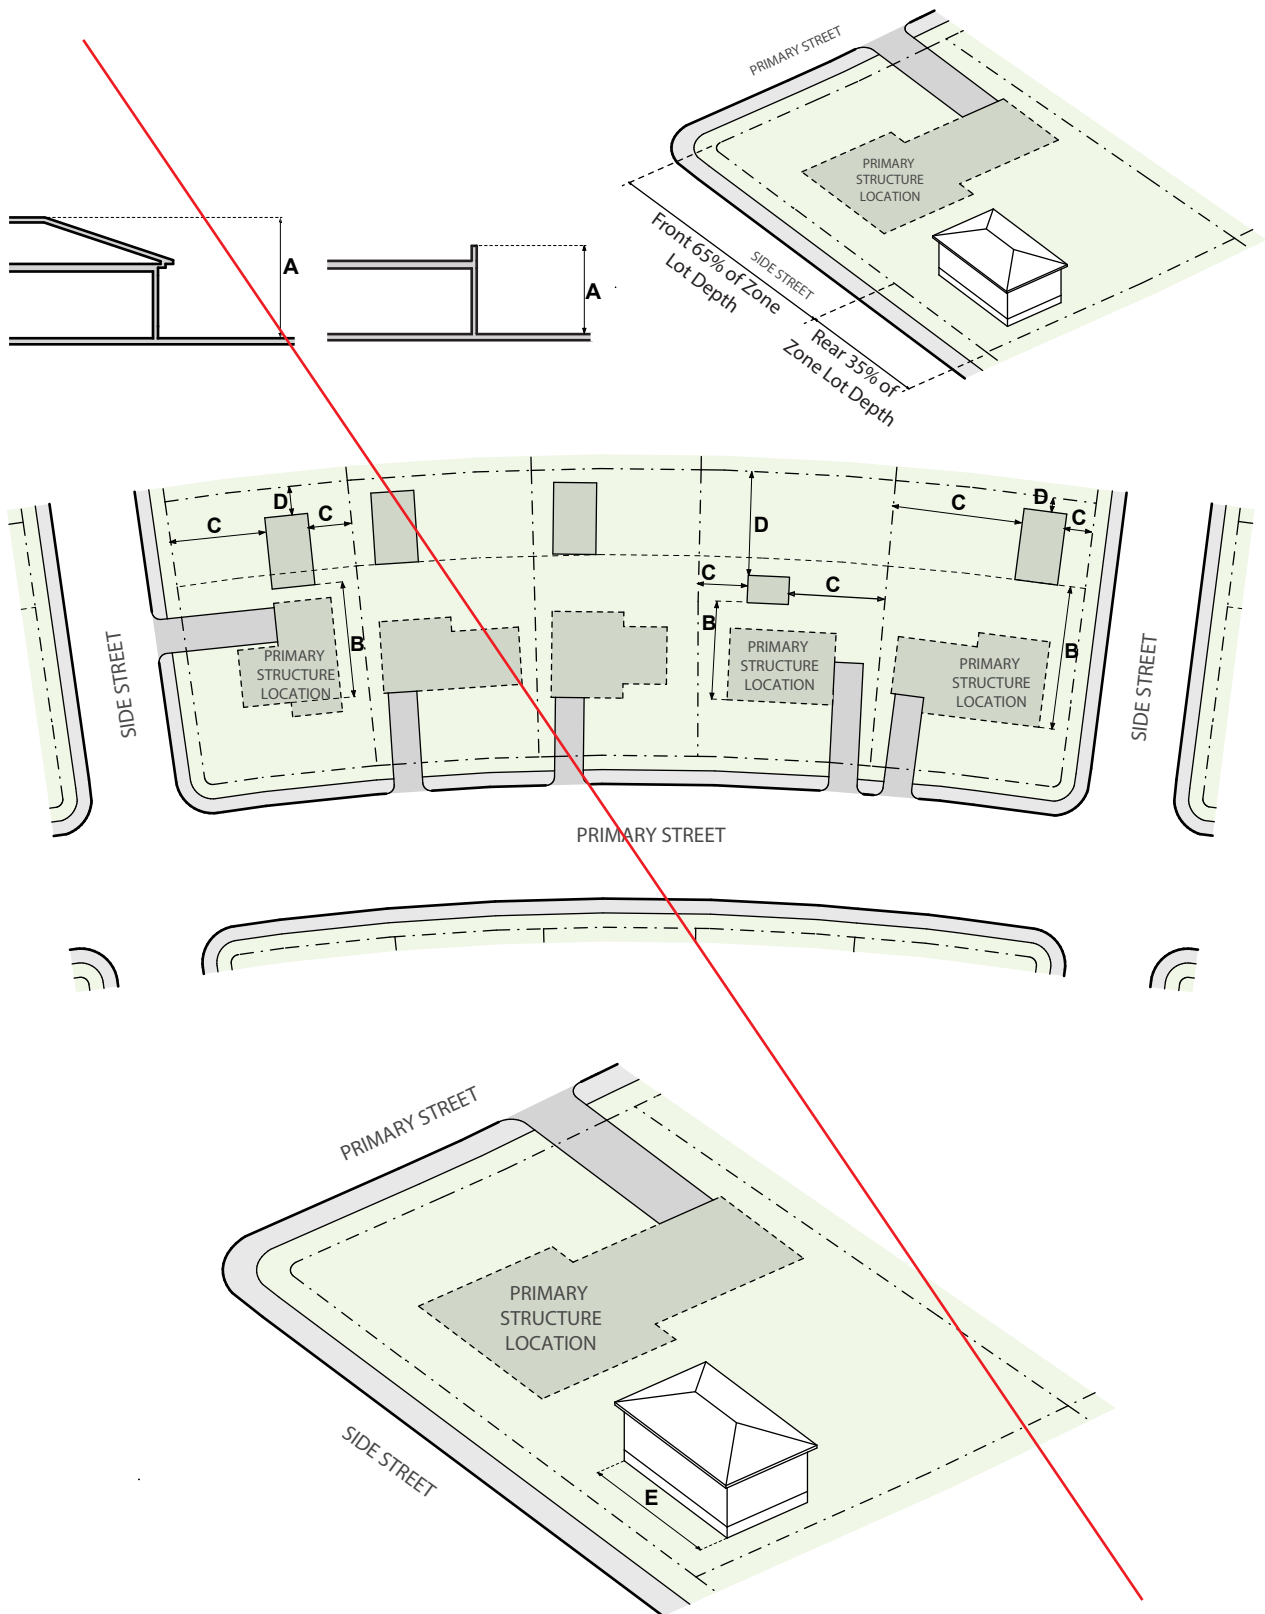 PRIMARY STREET
PRIMARY
STRUCTURE
LOCATION
SIDE STREET
Front 65% of Zone
Lot Depth
Rear 35% of
Zone Lot Depth
A
A
D
C
C
B
PRIMARY
STRUCTURE
LOCATION
D
C
C
B
PRIMARY
STRUCTURE
LOCATION
D
C
C
B
PRIMARY
STRUCTURE
LOCATION
SIDE STREET
SIDE STREET
PRIMARY STREET
PRIMARY STREET
PRIMARY
STRUCTURE
LOCATION
SIDE STREET
E